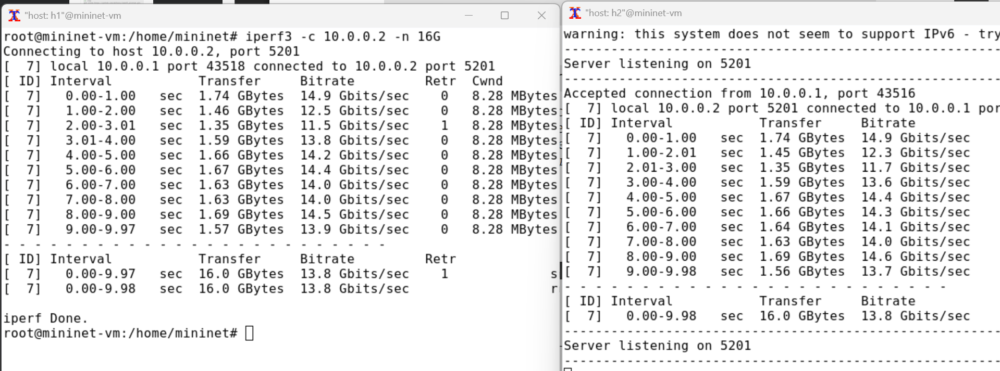 "host: h1"@mininet-vm
root@mininet-vm:/home/mininet# iperf3 -c 10.0.0.2 -n 16G
Connecting to host 10.0.0.2, port 5201
[  7] local 10.0.0.1 port 43518 connected to 10.0.0.2 port 5201
[ ID] Interval           Transfer     Bitrate         Retr  Cwnd
[  7]   0.00-1.00   sec  1.74 GBytes  14.9 Gbits/sec    0   8.28 MBytes
[  7]   1.00-2.00   sec  1.46 GBytes  12.5 Gbits/sec    0   8.28 MBytes
[  7]   2.00-3.01   sec  1.35 GBytes  11.5 Gbits/sec    1   8.28 MBytes
[  7]   3.01-4.00   sec  1.59 GBytes  13.8 Gbits/sec    0   8.28 MBytes
[  7]   4.00-5.00   sec  1.66 GBytes  14.2 Gbits/sec    0   8.28 MBytes
[  7]   5.00-6.00   sec  1.67 GBytes  14.4 Gbits/sec    0   8.28 MBytes
[  7]   6.00-7.00   sec  1.63 GBytes  14.0 Gbits/sec    0   8.28 MBytes
[  7]   7.00-8.00   sec  1.63 GBytes  14.0 Gbits/sec    0   8.28 MBytes
[  7]   8.00-9.00   sec  1.69 GBytes  14.5 Gbits/sec    0   8.28 MBytes
[  7]   9.00-9.97   sec  1.57 GBytes  13.9 Gbits/sec    0   8.28 MBytes
- - - - - - - - - - - - - - - - - - - - - - - - -
[ ID] Interval           Transfer     Bitrate         Retr
[  7]   0.00-9.97   sec  16.0 GBytes  13.8 Gbits/sec    1             s
[  7]   0.00-9.98   sec  16.0 GBytes  13.8 Gbits/sec                  r
iperf Done.
root@mininet-vm:/home/mininet#
"host: h2"@mininet-vm
warning: this system does not seem to support IPv6 - try
-----------------------------------------------------------
Server listening on 5201
-----------------------------------------------------------
Accepted connection from 10.0.0.1, port 43516
[  7] local 10.0.0.2 port 5201 connected to 10.0.0.1 por
[ ID] Interval           Transfer     Bitrate
[  7]   0.00-1.00   sec  1.74 GBytes  14.9 Gbits/sec
[  7]   1.00-2.01   sec  1.45 GBytes  12.3 Gbits/sec
[  7]   2.01-3.00   sec  1.35 GBytes  11.7 Gbits/sec
[  7]   3.00-4.00   sec  1.59 GBytes  13.6 Gbits/sec
[  7]   4.00-5.00   sec  1.67 GBytes  14.4 Gbits/sec
[  7]   5.00-6.00   sec  1.66 GBytes  14.3 Gbits/sec
[  7]   6.00-7.00   sec  1.64 GBytes  14.1 Gbits/sec
[  7]   7.00-8.00   sec  1.63 GBytes  14.0 Gbits/sec
[  7]   8.00-9.00   sec  1.69 GBytes  14.6 Gbits/sec
[  7]   9.00-9.98   sec  1.56 GBytes  13.7 Gbits/sec
- - - - - - - - - - - - - - - - - - - - - - - - -
[ ID] Interval           Transfer     Bitrate
[  7]   0.00-9.98   sec  16.0 GBytes  13.8 Gbits/sec
-----------------------------------------------------------
Server listening on 5201
-----------------------------------------------------------